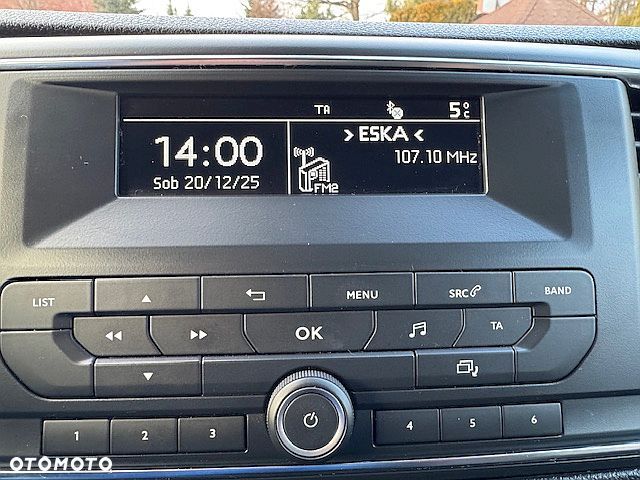 TA 5°C
14:00
Sob 20/12/25
> ESKA <
107.10 MHz
FM2
LIST MENU SRC BAND
OK TA
1 2 3 4 5 6
OTOMOTO